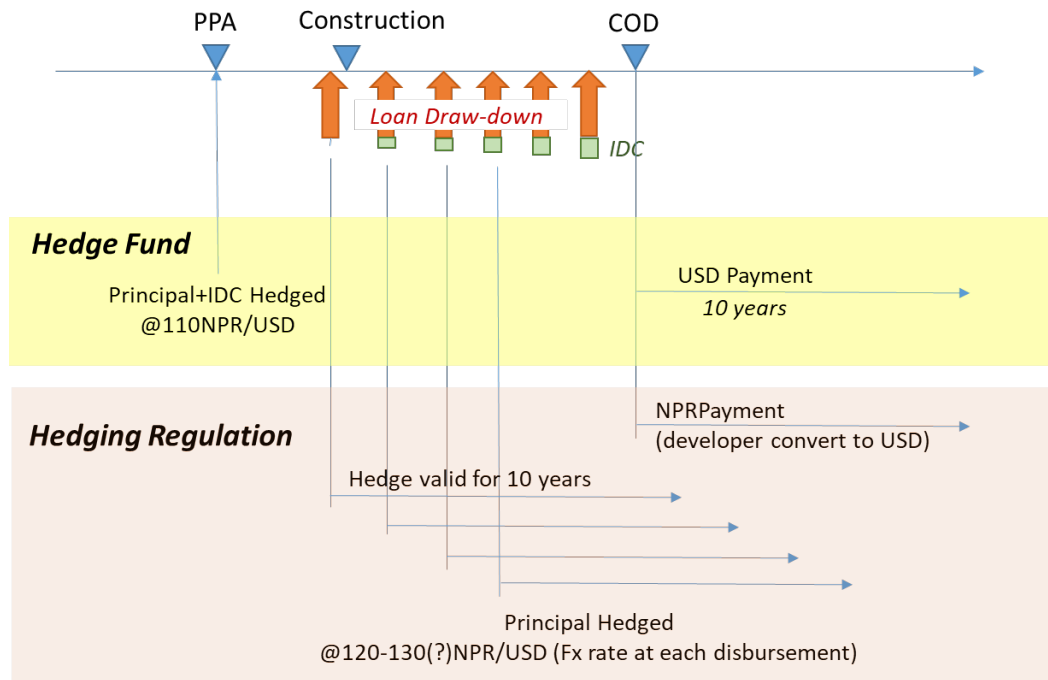 PPA
Construction
COD
Loan Draw-down
IDC
Hedge Fund
Principal+IDC Hedged
@110NPR/USD
USD Payment
10 years
Hedging Regulation
NPRPayment
(developer convert to USD)
Hedge valid for 10 years
Principal Hedged
@120-130(?)NPR/USD (Fx rate at each disbursement)